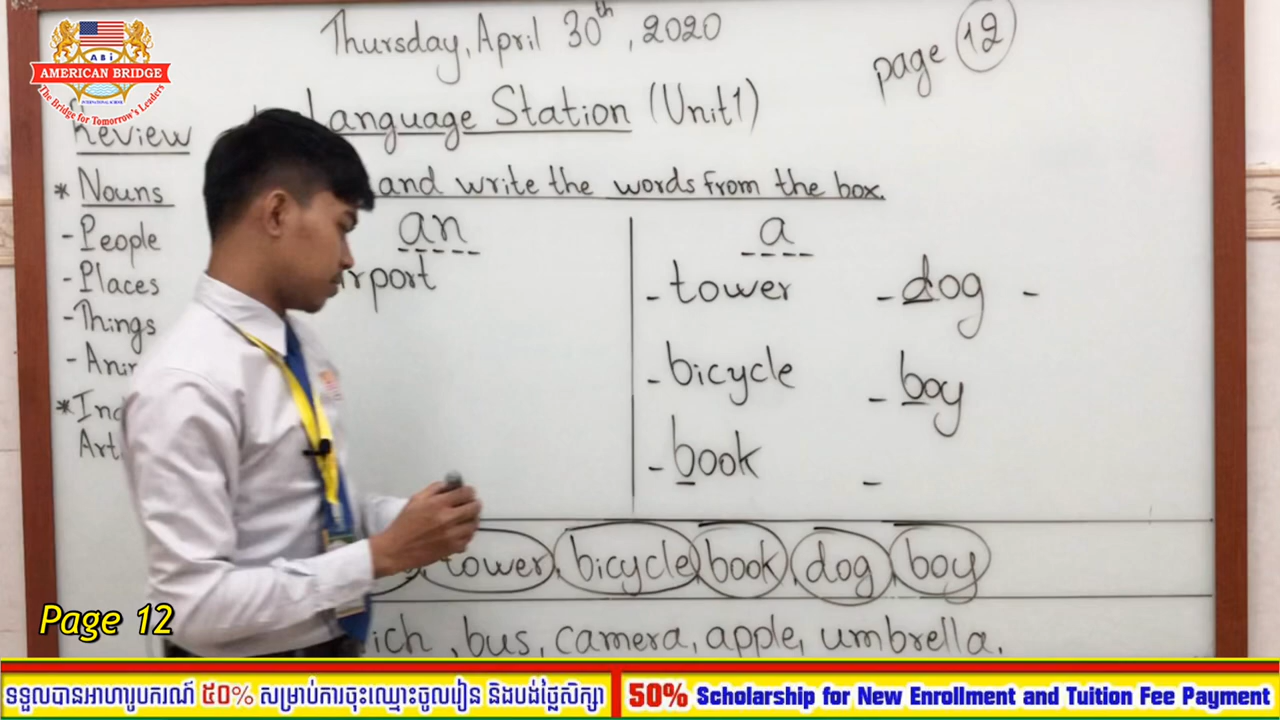 Thursday, April 30th, 2020
page 12
ABi
AMERICAN BRIDGE
INTERNATIONAL SCHOOL
The Bridge for Tomorrow's Leaders
Review
Language Station (Unit 1)
* Nouns
- People
- Places
- Things
and write the words from the box.
an
a
- tower
- dog
-
- bicycle
- boy
- book
-
tower, bicycle, book, dog, boy
, bus, camera, apple, umbrella.
Page 12
ទទួលបានអាហារូបករណ៍ ៥០% សម្រាប់ការចុះឈ្មោះចូលរៀន និងបង់ថ្លៃសិក្សា
50% Scholarship for New Enrollment and Tuition Fee Payment